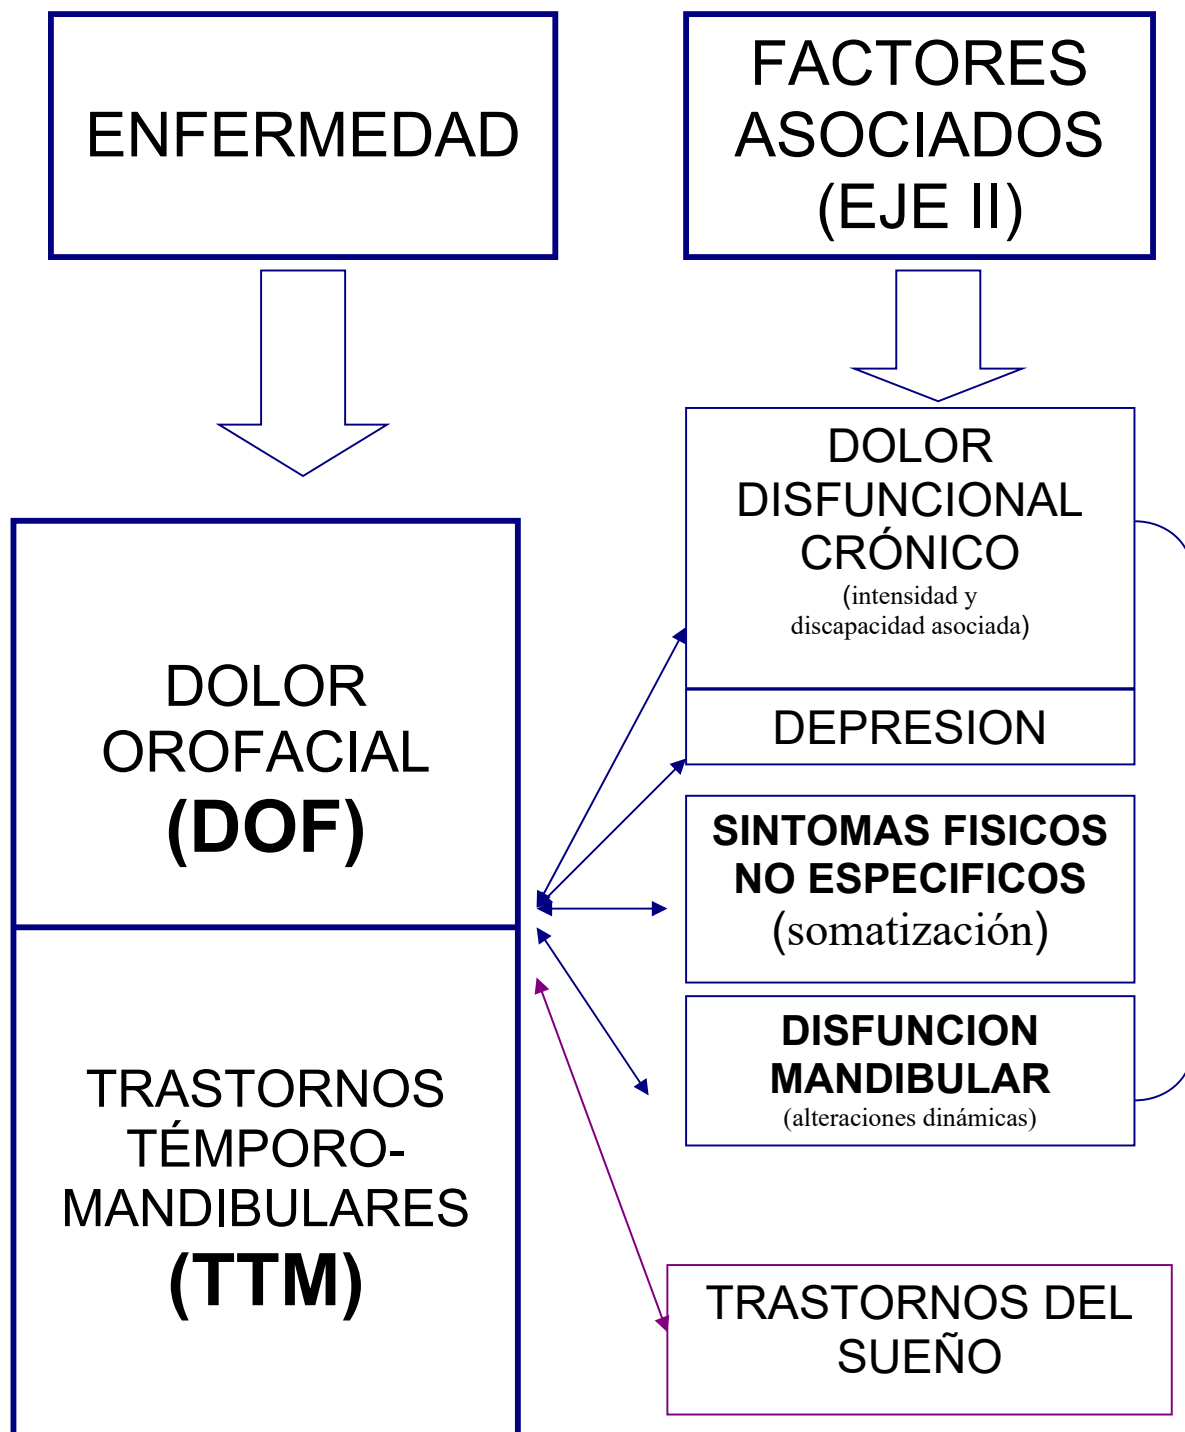 ENFERMEDAD
FACTORES
ASOCIADOS
(EJE II)
DOLOR
OROFACIAL
(DOF)
TRASTORNOS
TÉMPORO-
MANDIBULARES
(TTM)
DOLOR
DISFUNCIONAL
CRÓNICO
(intensidad y
discapacidad asociada)
DEPRESION
SINTOMAS FISICOS
NO ESPECIFICOS
(somatización)
DISFUNCION
MANDIBULAR
(alteraciones dinámicas)
TRASTORNOS DEL
SUEÑO